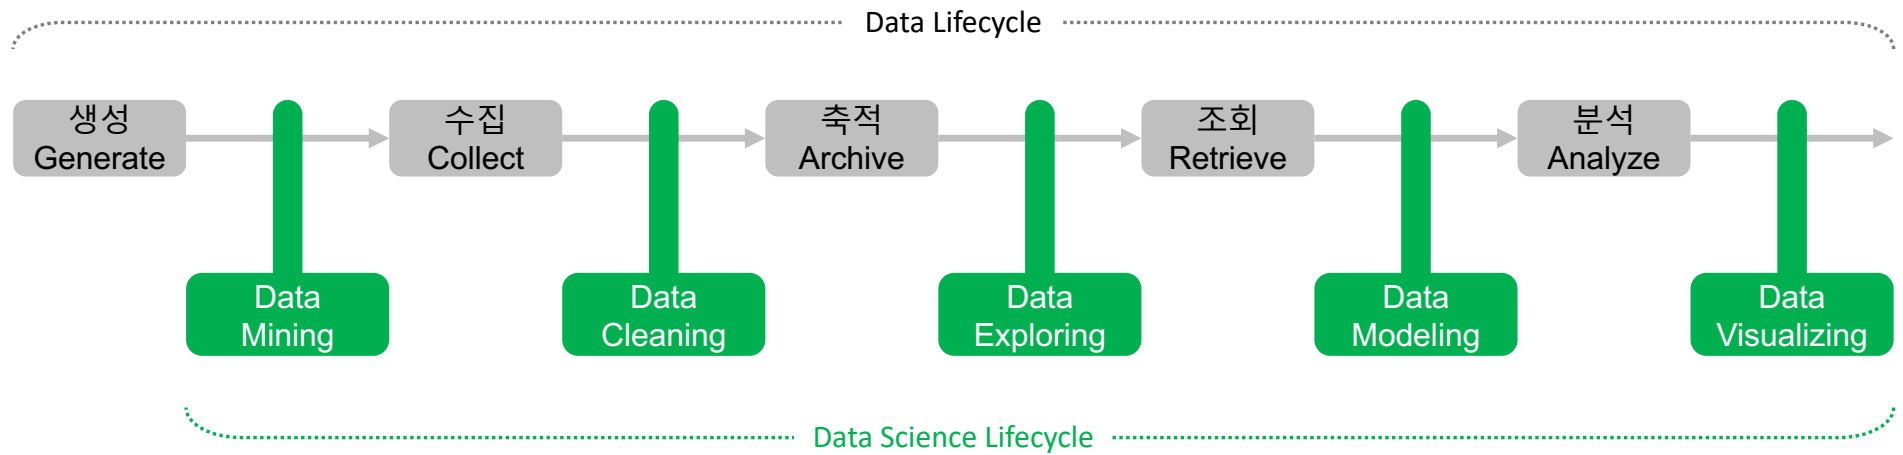 Data Lifecycle
생성
Generate
수집
Collect
축적
Archive
조회
Retrieve
분석
Analyze
Data
Mining
Data
Cleaning
Data
Exploring
Data
Modeling
Data
Visualizing
Data Science Lifecycle